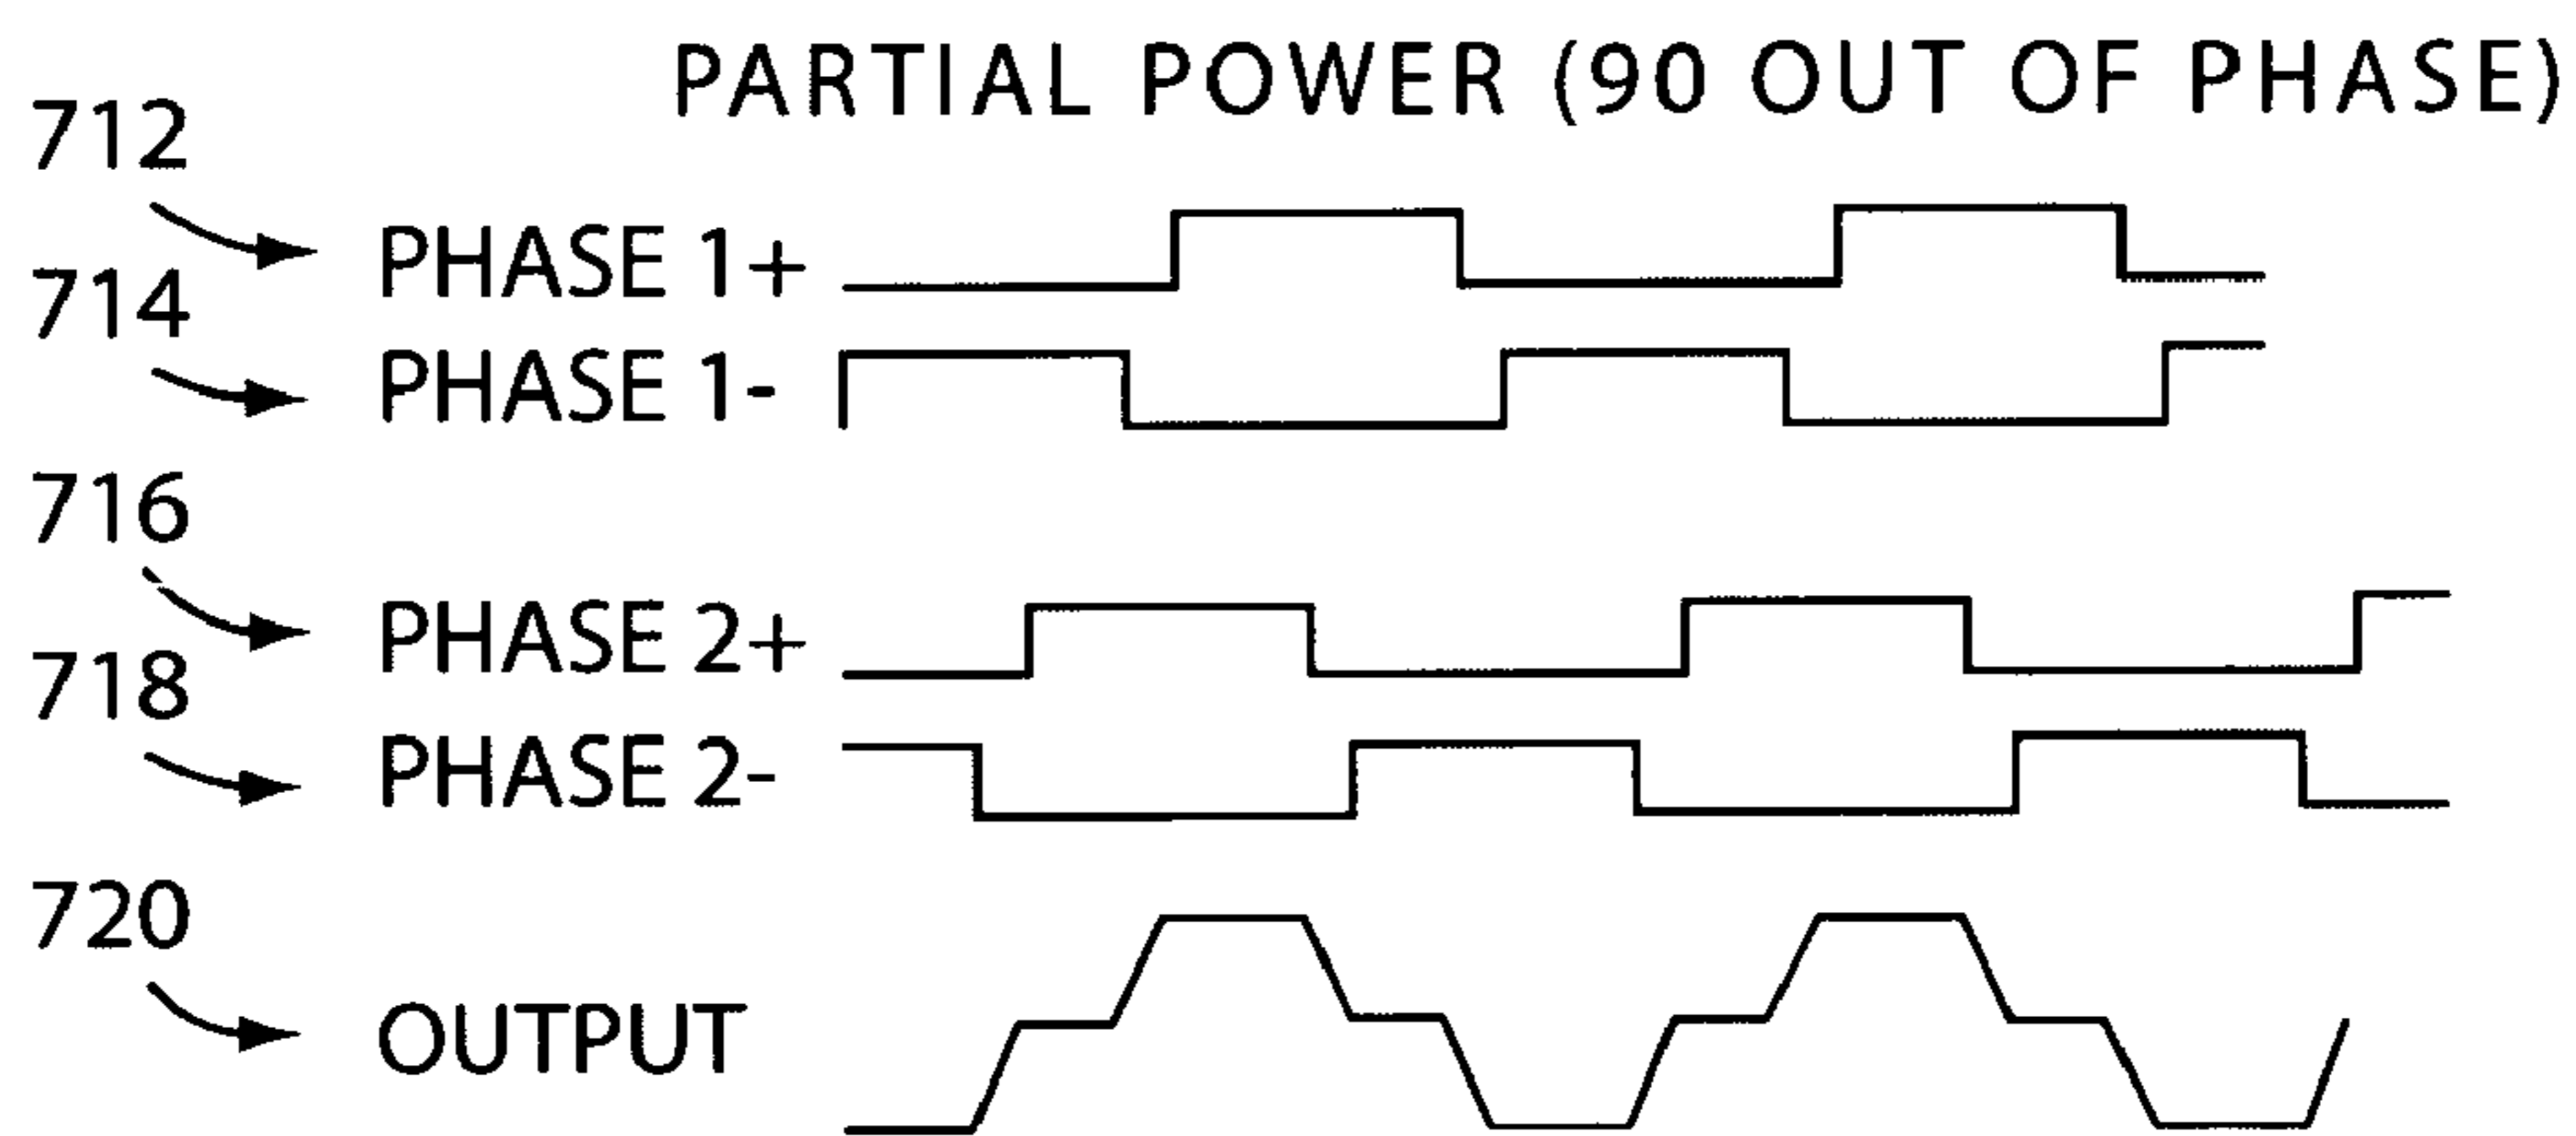 PARTIAL POWER (90 OUT OF PHASE)
712
PHASE 1+
714
PHASE 1-
716
PHASE 2+
718
PHASE 2-
720
OUTPUT